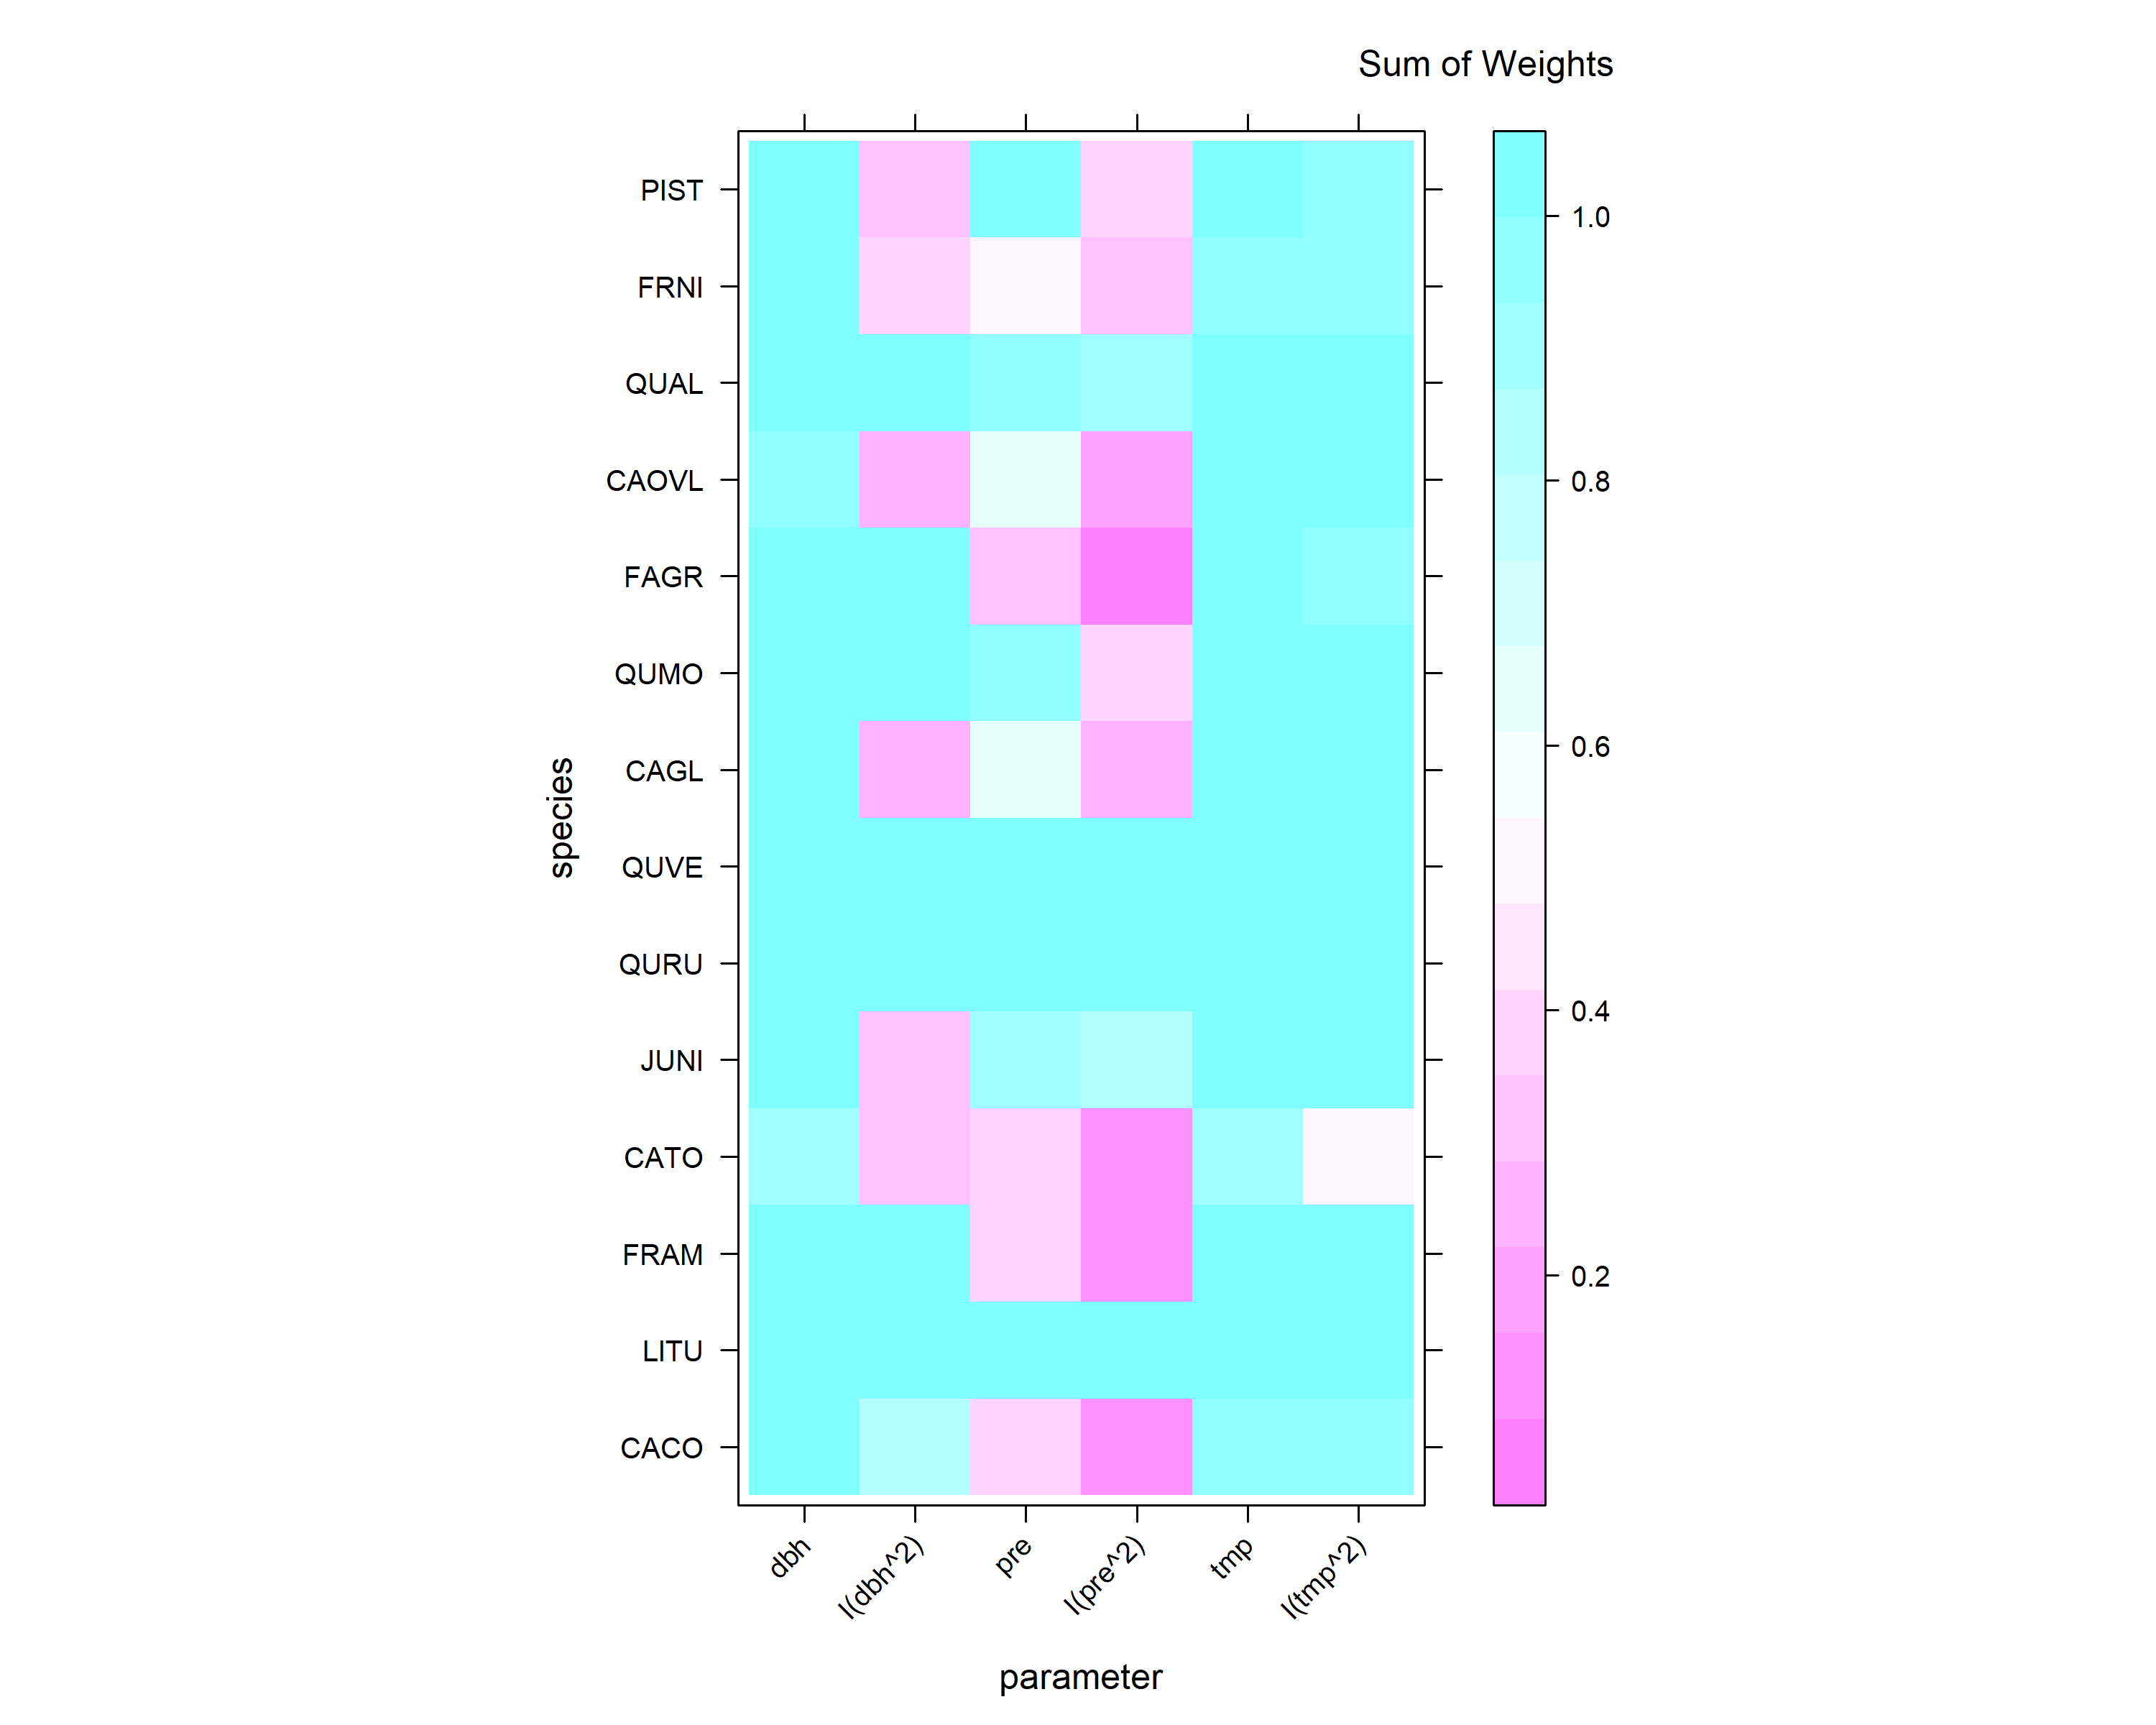 Sum of Weights
PIST
FRNI
QUAL
CAOVL
FAGR
QUMO
CAGL
QUVE
QURU
JUNI
CATO
FRAM
LITU
CACO
species
1.0
0.8
0.6
0.4
0.2
dbh
I(dbh^2)
pre
I(pre^2)
tmp
I(tmp^2)
parameter